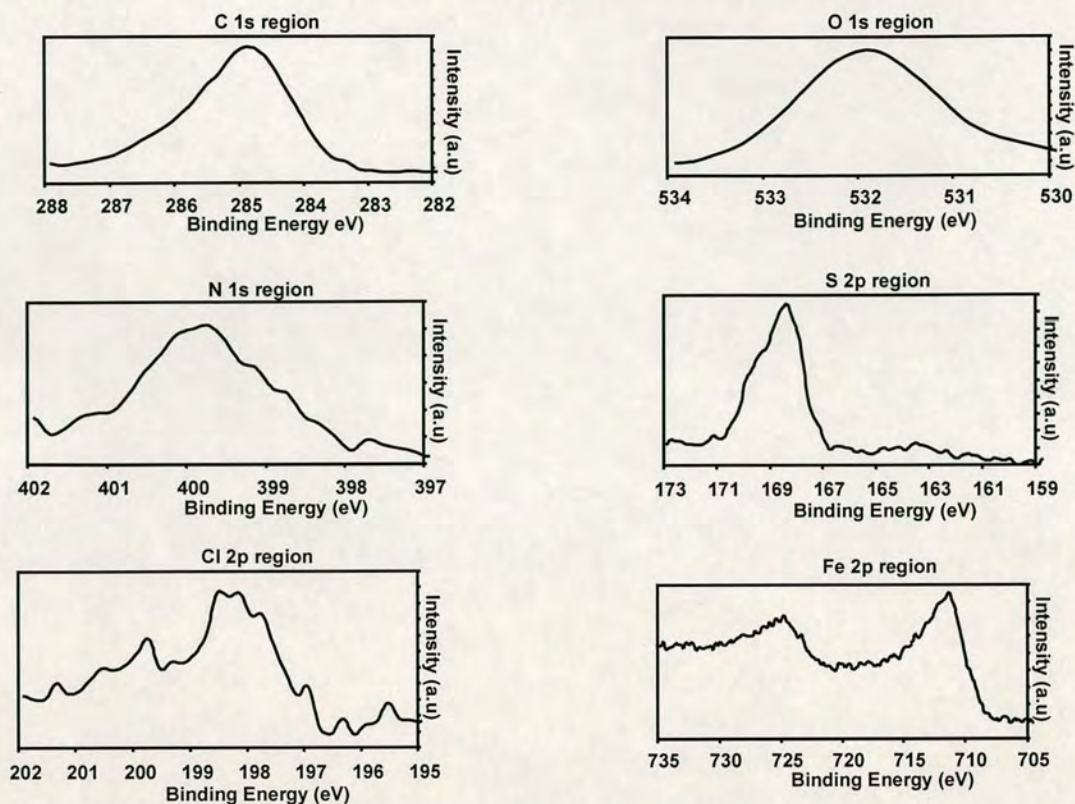 C 1s region
Intensity (a.u)
288 287 286 285 284 283 282
Binding Energy eV)
O 1s region
Intensity (a.u)
534 533 532 531 530
Binding Energy (eV)
N 1s region
Intensity (a.u)
402 401 400 399 398 397
Binding Energy (eV)
S 2p region
Intensity (a.u)
173 171 169 167 165 163 161 159
Binding Energy (eV)
Cl 2p region
Intensity (a.u)
202 201 200 199 198 197 196 195
Binding Energy (eV)
Fe 2p region
Intensity (a.u)
735 730 725 720 715 710 705
Binding Energy (eV)